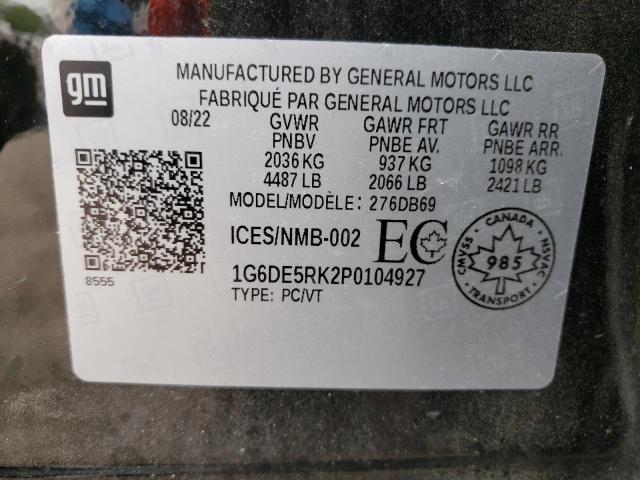 gm
MANUFACTURED BY GENERAL MOTORS LLC
FABRIQUÉ PAR GENERAL MOTORS LLC
08/22 GVWR GAWR FRT GAWR RR
PNBV PNBE AV. PNBE ARR.
2036 KG 937 KG 1098 KG
4487 LB 2066 LB 2421 LB
MODEL/MODÈLE: 276DB69
ICES/NMB-002 EC
1G6DE5RK2P0104927
TYPE: PC/VT
8555
CANADA
CMVSS 985 NSVAC
TRANSPORT